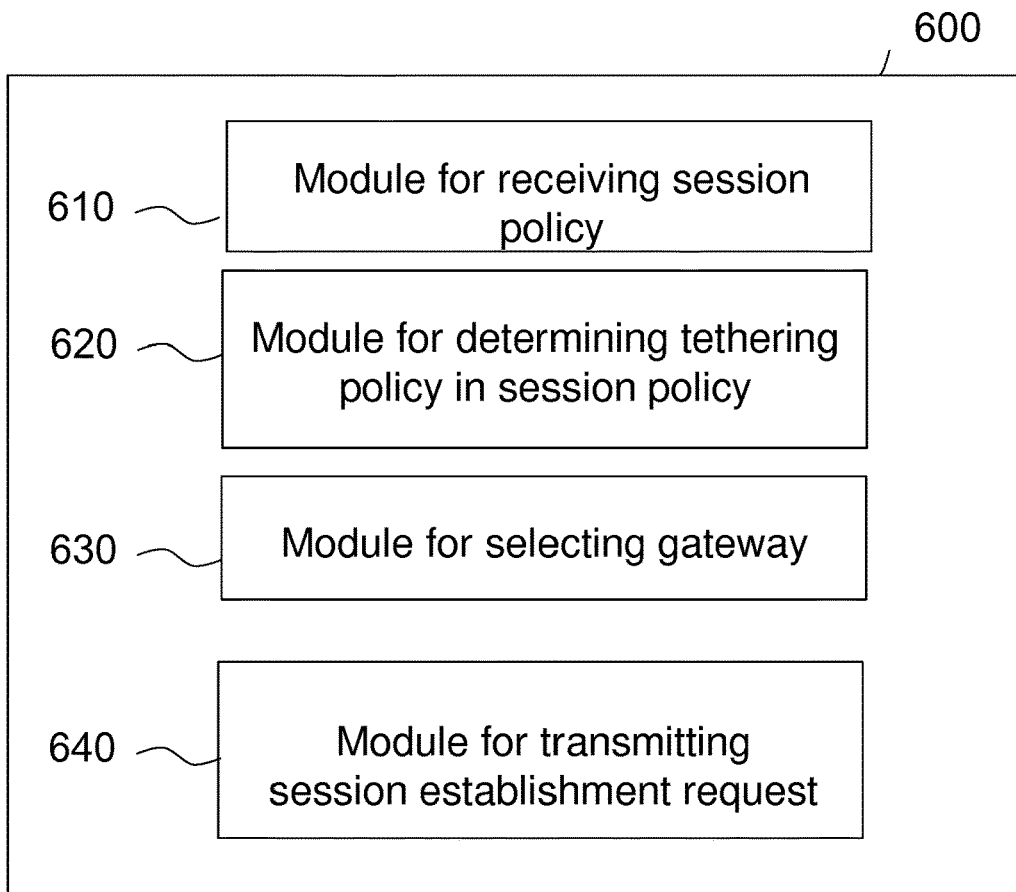 600
610
Module for receiving session
policy
620
Module for determining tethering
policy in session policy
630
Module for selecting gateway
640
Module for transmitting
session establishment request